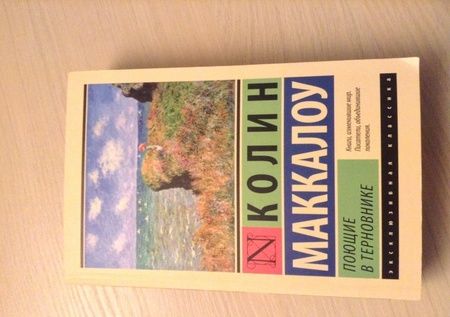 N КОЛИН
МАККАЛОУ
ПОЮЩИЕ
В ТЕРНОВНИКЕ
Книги, изменившие мир.
Писатели, объединившие
поколения.
ЭКСКЛЮЗИВНАЯ КЛАССИКА